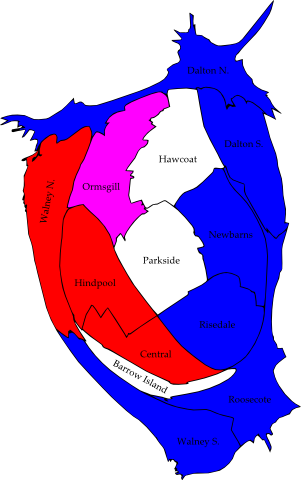 Dalton N.
Dalton S.
Hawcoat
Ormsgill
Walney N.
Newbarns
Parkside
Hindpool
Risedale
Central
Barrow Island
Roosecote
Walney S.